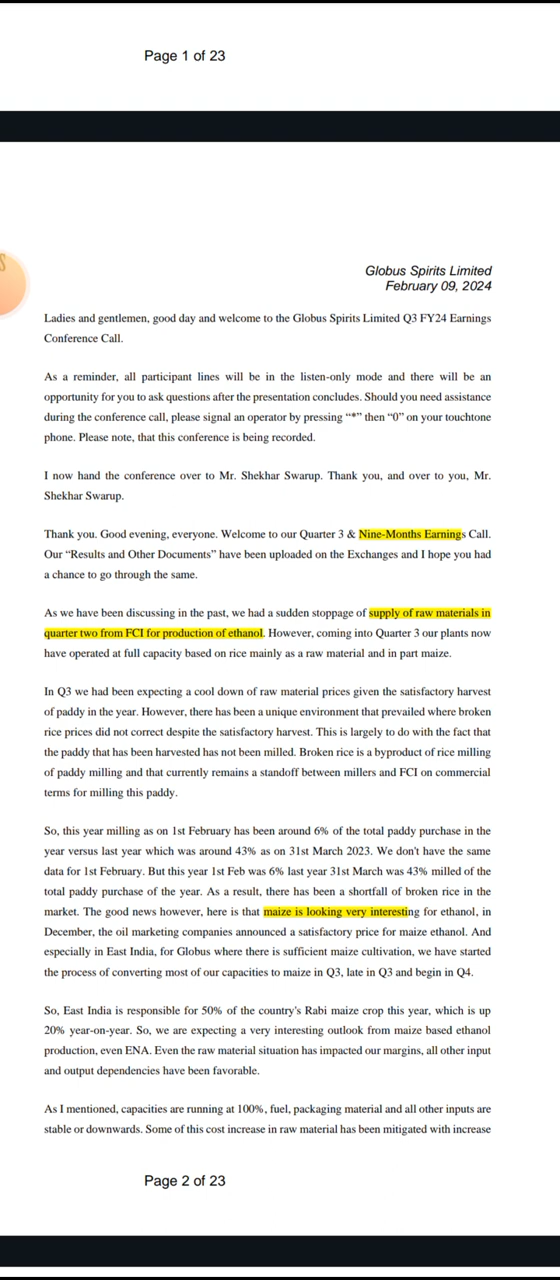 Page 1 of 23
Globus Spirits Limited
February 09, 2024
Ladies and gentlemen, good day and welcome to the Globus Spirits Limited Q3 FY24 Earnings
Conference Call.
As a reminder, all participant lines will be in the listen-only mode and there will be an
opportunity for you to ask questions after the presentation concludes. Should you need assistance
during the conference call, please signal an operator by pressing “*” then “0” on your touchtone
phone. Please note, that this conference is being recorded.
I now hand the conference over to Mr. Shekhar Swarup. Thank you, and over to you, Mr.
Shekhar Swarup.
Thank you. Good evening, everyone. Welcome to our Quarter 3 & Nine-Months Earnings Call.
Our “Results and Other Documents” have been uploaded on the Exchanges and I hope you had
a chance to go through the same.
As we have been discussing in the past, we had a sudden stoppage of supply of raw materials in
quarter two from FCI for production of ethanol. However, coming into Quarter 3 our plants now
have operated at full capacity based on rice mainly as a raw material and in part maize.
In Q3 we had been expecting a cool down of raw material prices given the satisfactory harvest
of paddy in the year. However, there has been a unique environment that prevailed where broken
rice prices did not correct despite the satisfactory harvest. This is largely to do with the fact that
the paddy that has been harvested has not been milled. Broken rice is a byproduct of rice milling
of paddy milling and that currently remains a standoff between millers and FCI on commercial
terms for milling this paddy.
So, this year milling as on 1st February has been around 6% of the total paddy purchase in the
year versus last year which was around 43% as on 31st March 2023. We don't have the same
data for 1st February. But this year 1st Feb was 6% last year 31st March was 43% milled of the
total paddy purchase of the year. As a result, there has been a shortfall of broken rice in the
market. The good news however, here is that maize is looking very interesting for ethanol, in
December, the oil marketing companies announced a satisfactory price for maize ethanol. And
especially in East India, for Globus where there is sufficient maize cultivation, we have started
the process of converting most of our capacities to maize in Q3, late in Q3 and begin in Q4.
So, East India is responsible for 50% of the country's Rabi maize crop this year, which is up
20% year-on-year. So, we are expecting a very interesting outlook from maize based ethanol
production, even ENA. Even the raw material situation has impacted our margins, all other input
and output dependencies have been favorable.
As I mentioned, capacities are running at 100%, fuel, packaging material and all other inputs are
stable or downwards. Some of this cost increase in raw material has been mitigated with increase
Page 2 of 23